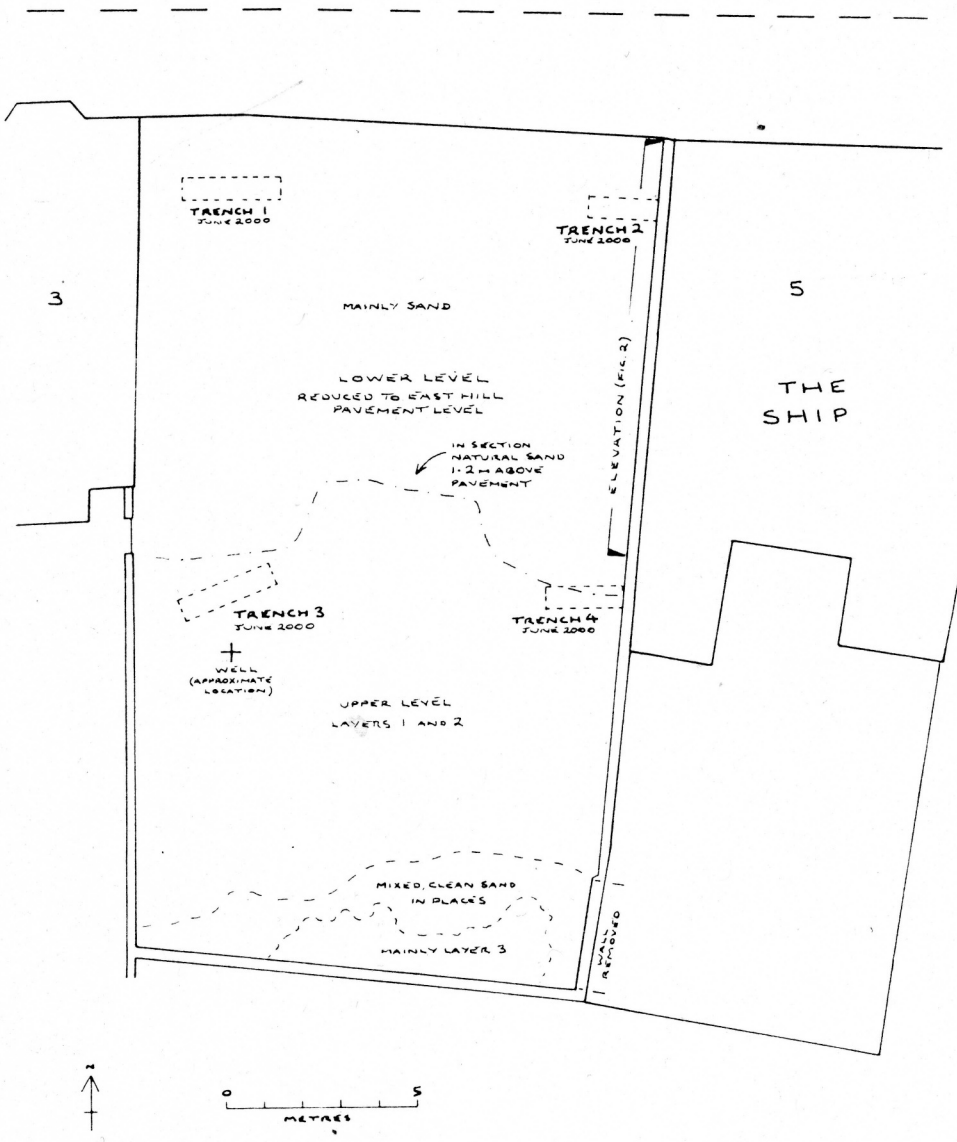 TRENCH 1
JUNE 2000
TRENCH 2
JUNE 2000
3
5
MAINLY SAND
THE
SHIP
ELEVATION (FIG. 2)
LOWER LEVEL
REDUCED TO EAST HILL
PAVEMENT LEVEL
IN SECTION
NATURAL SAND
1·2 M ABOVE
PAVEMENT
TRENCH 3
JUNE 2000
TRENCH 4
JUNE 2000
WELL
(APPROXIMATE
LOCATION)
UPPER LEVEL
LAYERS 1 AND 2
MIXED, CLEAN SAND
IN PLACES
MAINLY LAYER 3
WALL
REMOVED
N
0 5
METRES